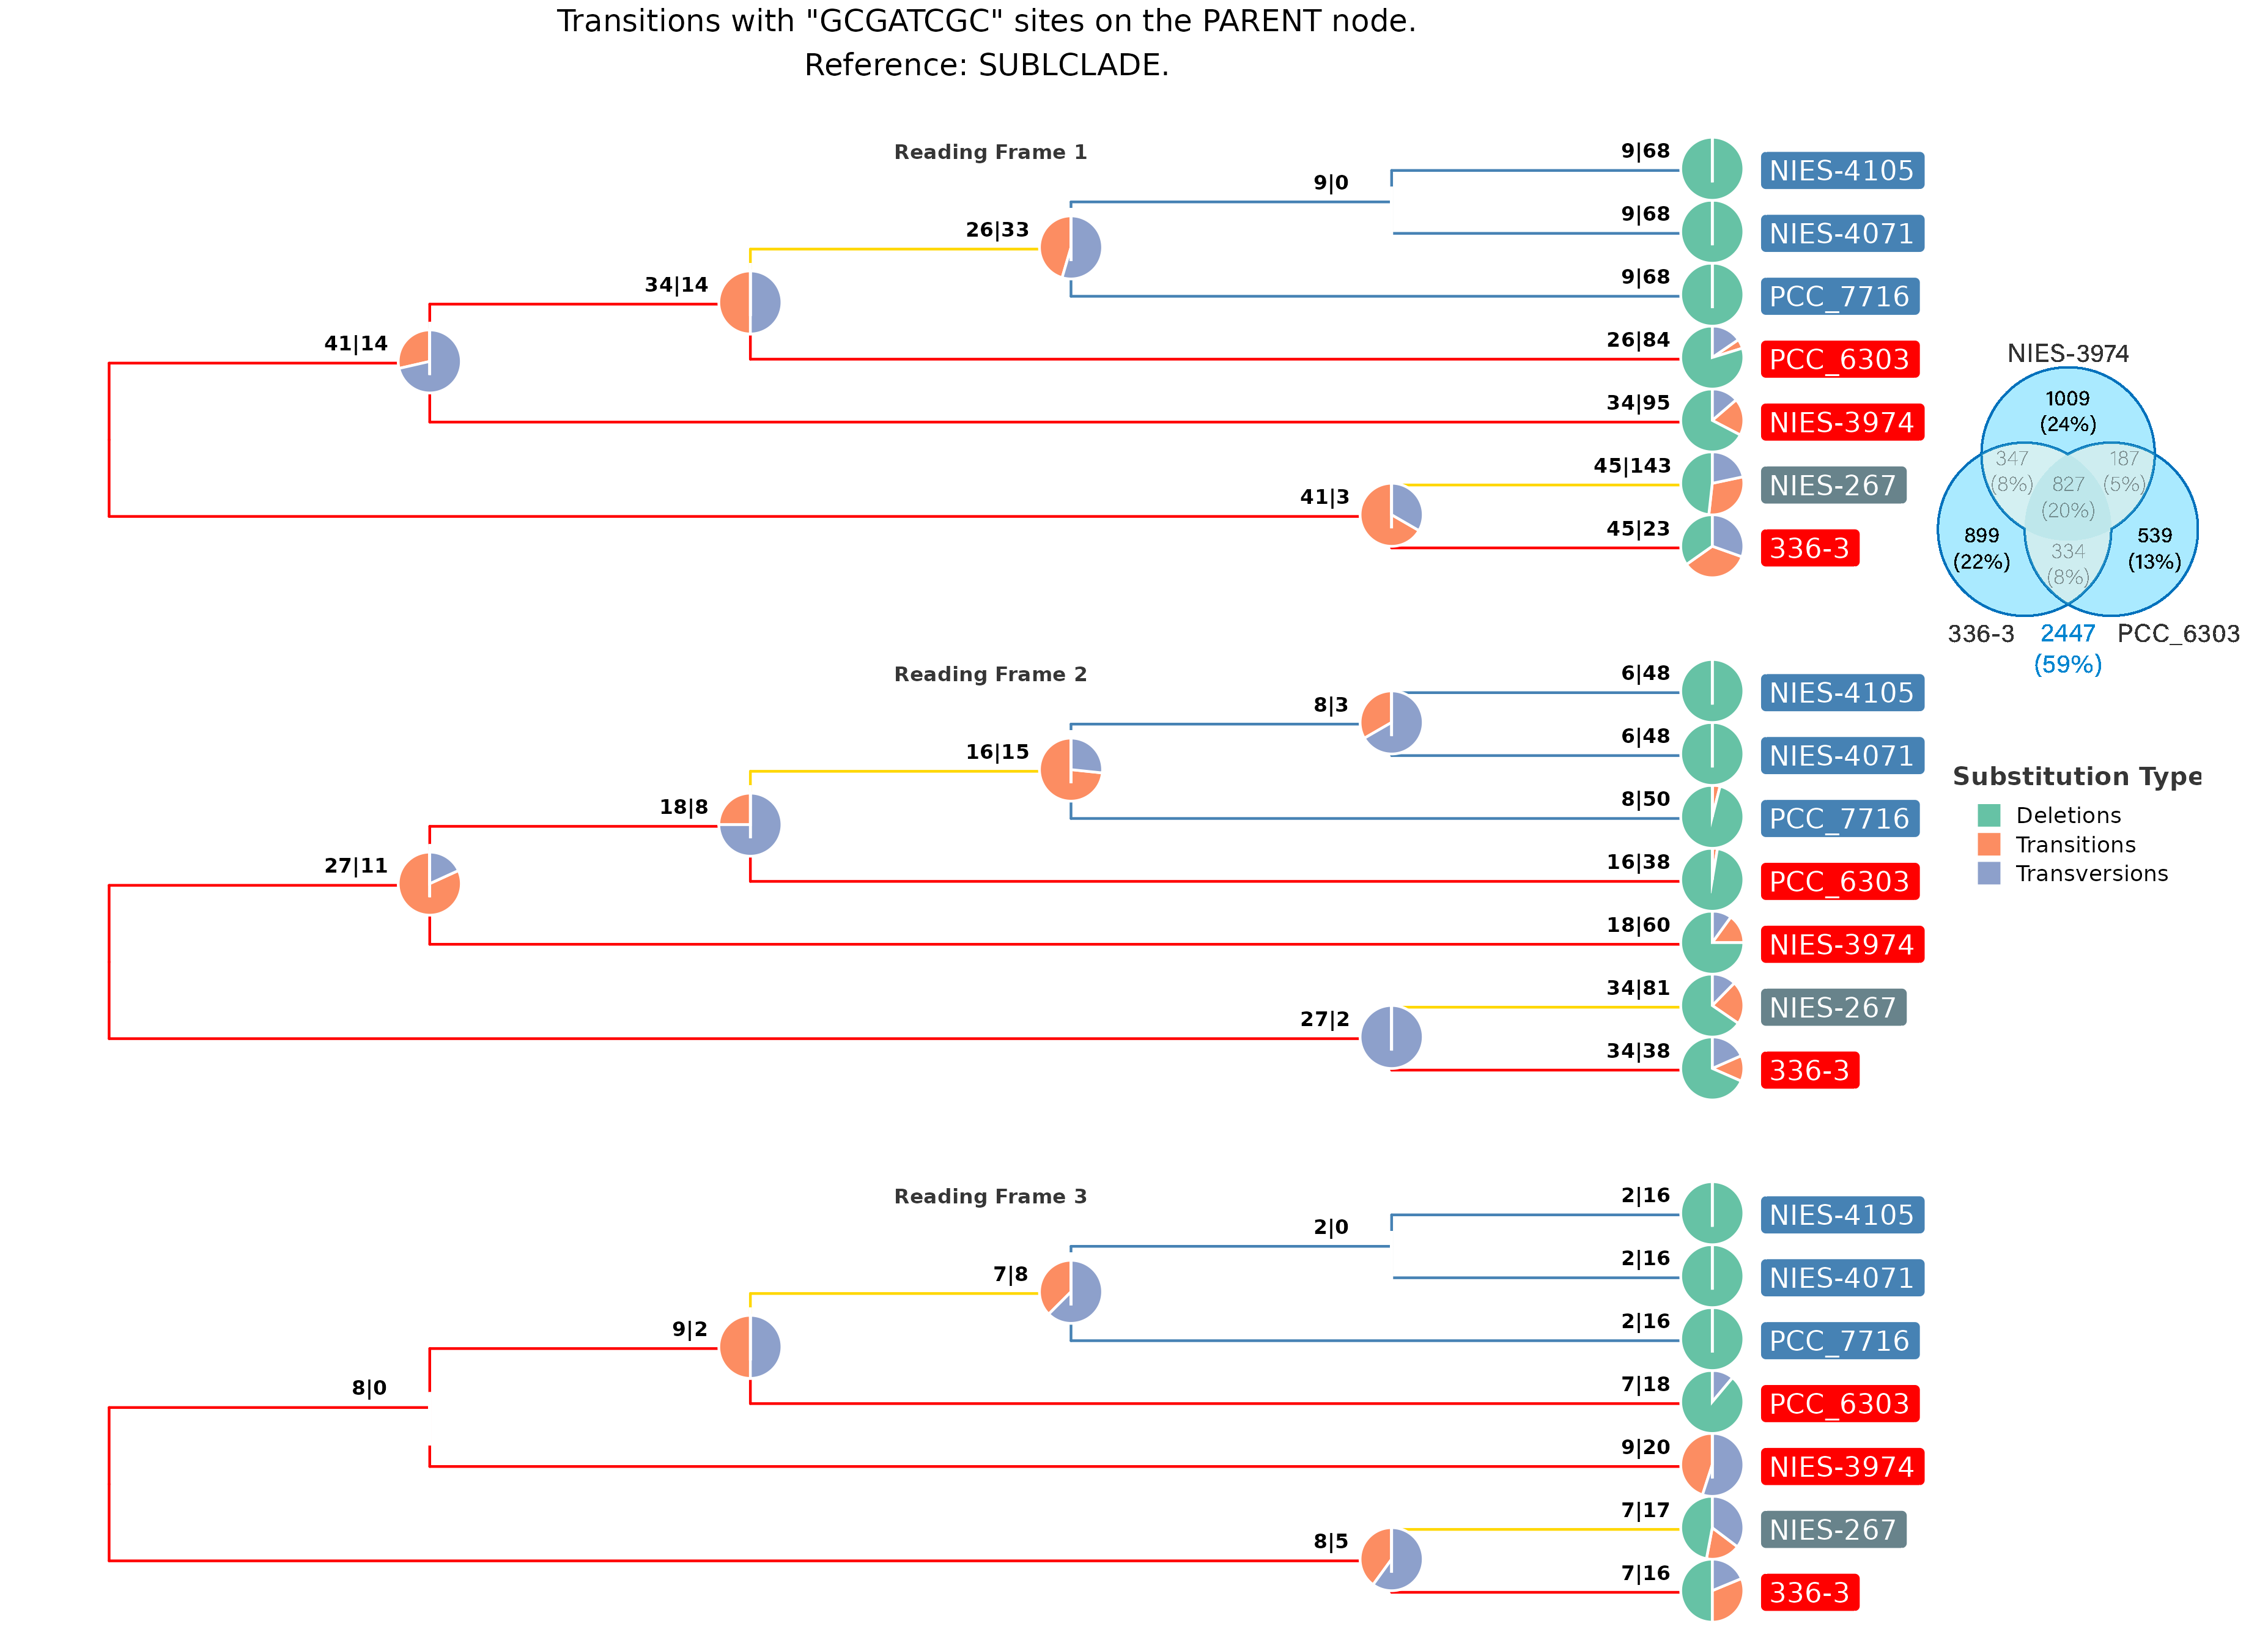 Transitions with "GCGATCGC" sites on the PARENT node.
Reference: SUBLCLADE.
Reading Frame 1
9|68
NIES-4105
9|0
9|68
NIES-4071
26|33
9|68
PCC_7716
34|14
26|84
PCC_6303
41|14
34|95
NIES-3974
45|143
NIES-267
41|3
45|23
336-3
NIES-3974
1009
(24%)
347
(8%)
187
(5%)
827
(20%)
899
(22%)
539
(13%)
334
(8%)
336-3
2447
(59%)
PCC_6303
Reading Frame 2
6|48
NIES-4105
8|3
6|48
NIES-4071
16|15
8|50
PCC_7716
18|8
16|38
PCC_6303
27|11
18|60
NIES-3974
34|81
NIES-267
27|2
34|38
336-3
Substitution Type
Deletions
Transitions
Transversions
Reading Frame 3
2|16
NIES-4105
2|0
2|16
NIES-4071
7|8
2|16
PCC_7716
9|2
7|18
PCC_6303
8|0
9|20
NIES-3974
7|17
NIES-267
8|5
7|16
336-3